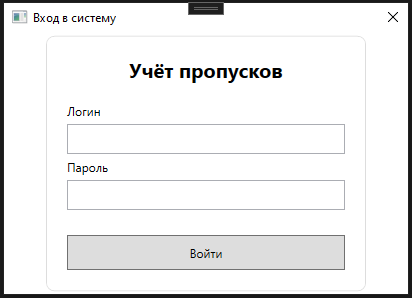 Вход в систему
Учёт пропусков
Логин
Пароль
Войти